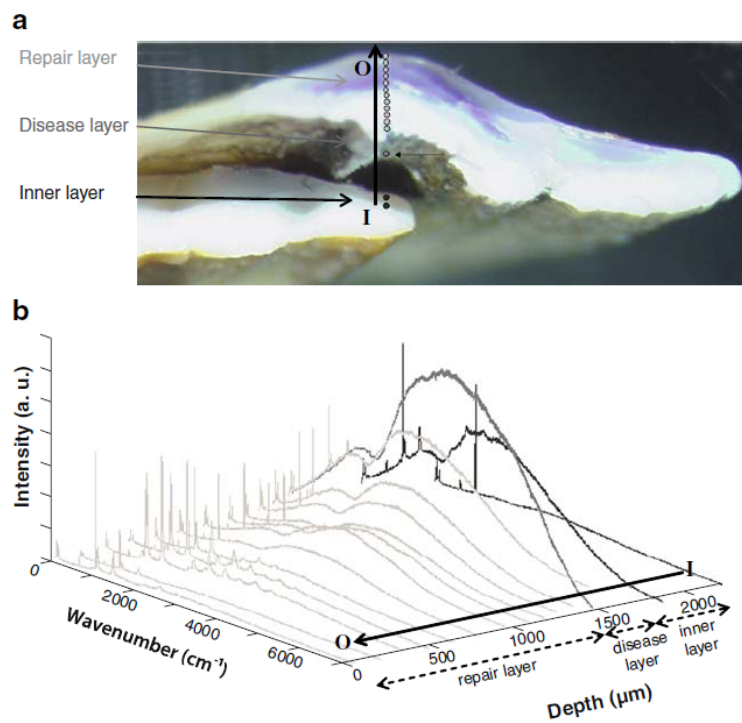 a
Repair layer
O
Disease layer
Inner layer
I
b
Intensity (a. u.)
0
2000
4000
6000
Wavenumber (cm⁻¹)
O
I
0
500
1000
1500
2000
repair layer
disease
layer
inner
layer
Depth (µm)